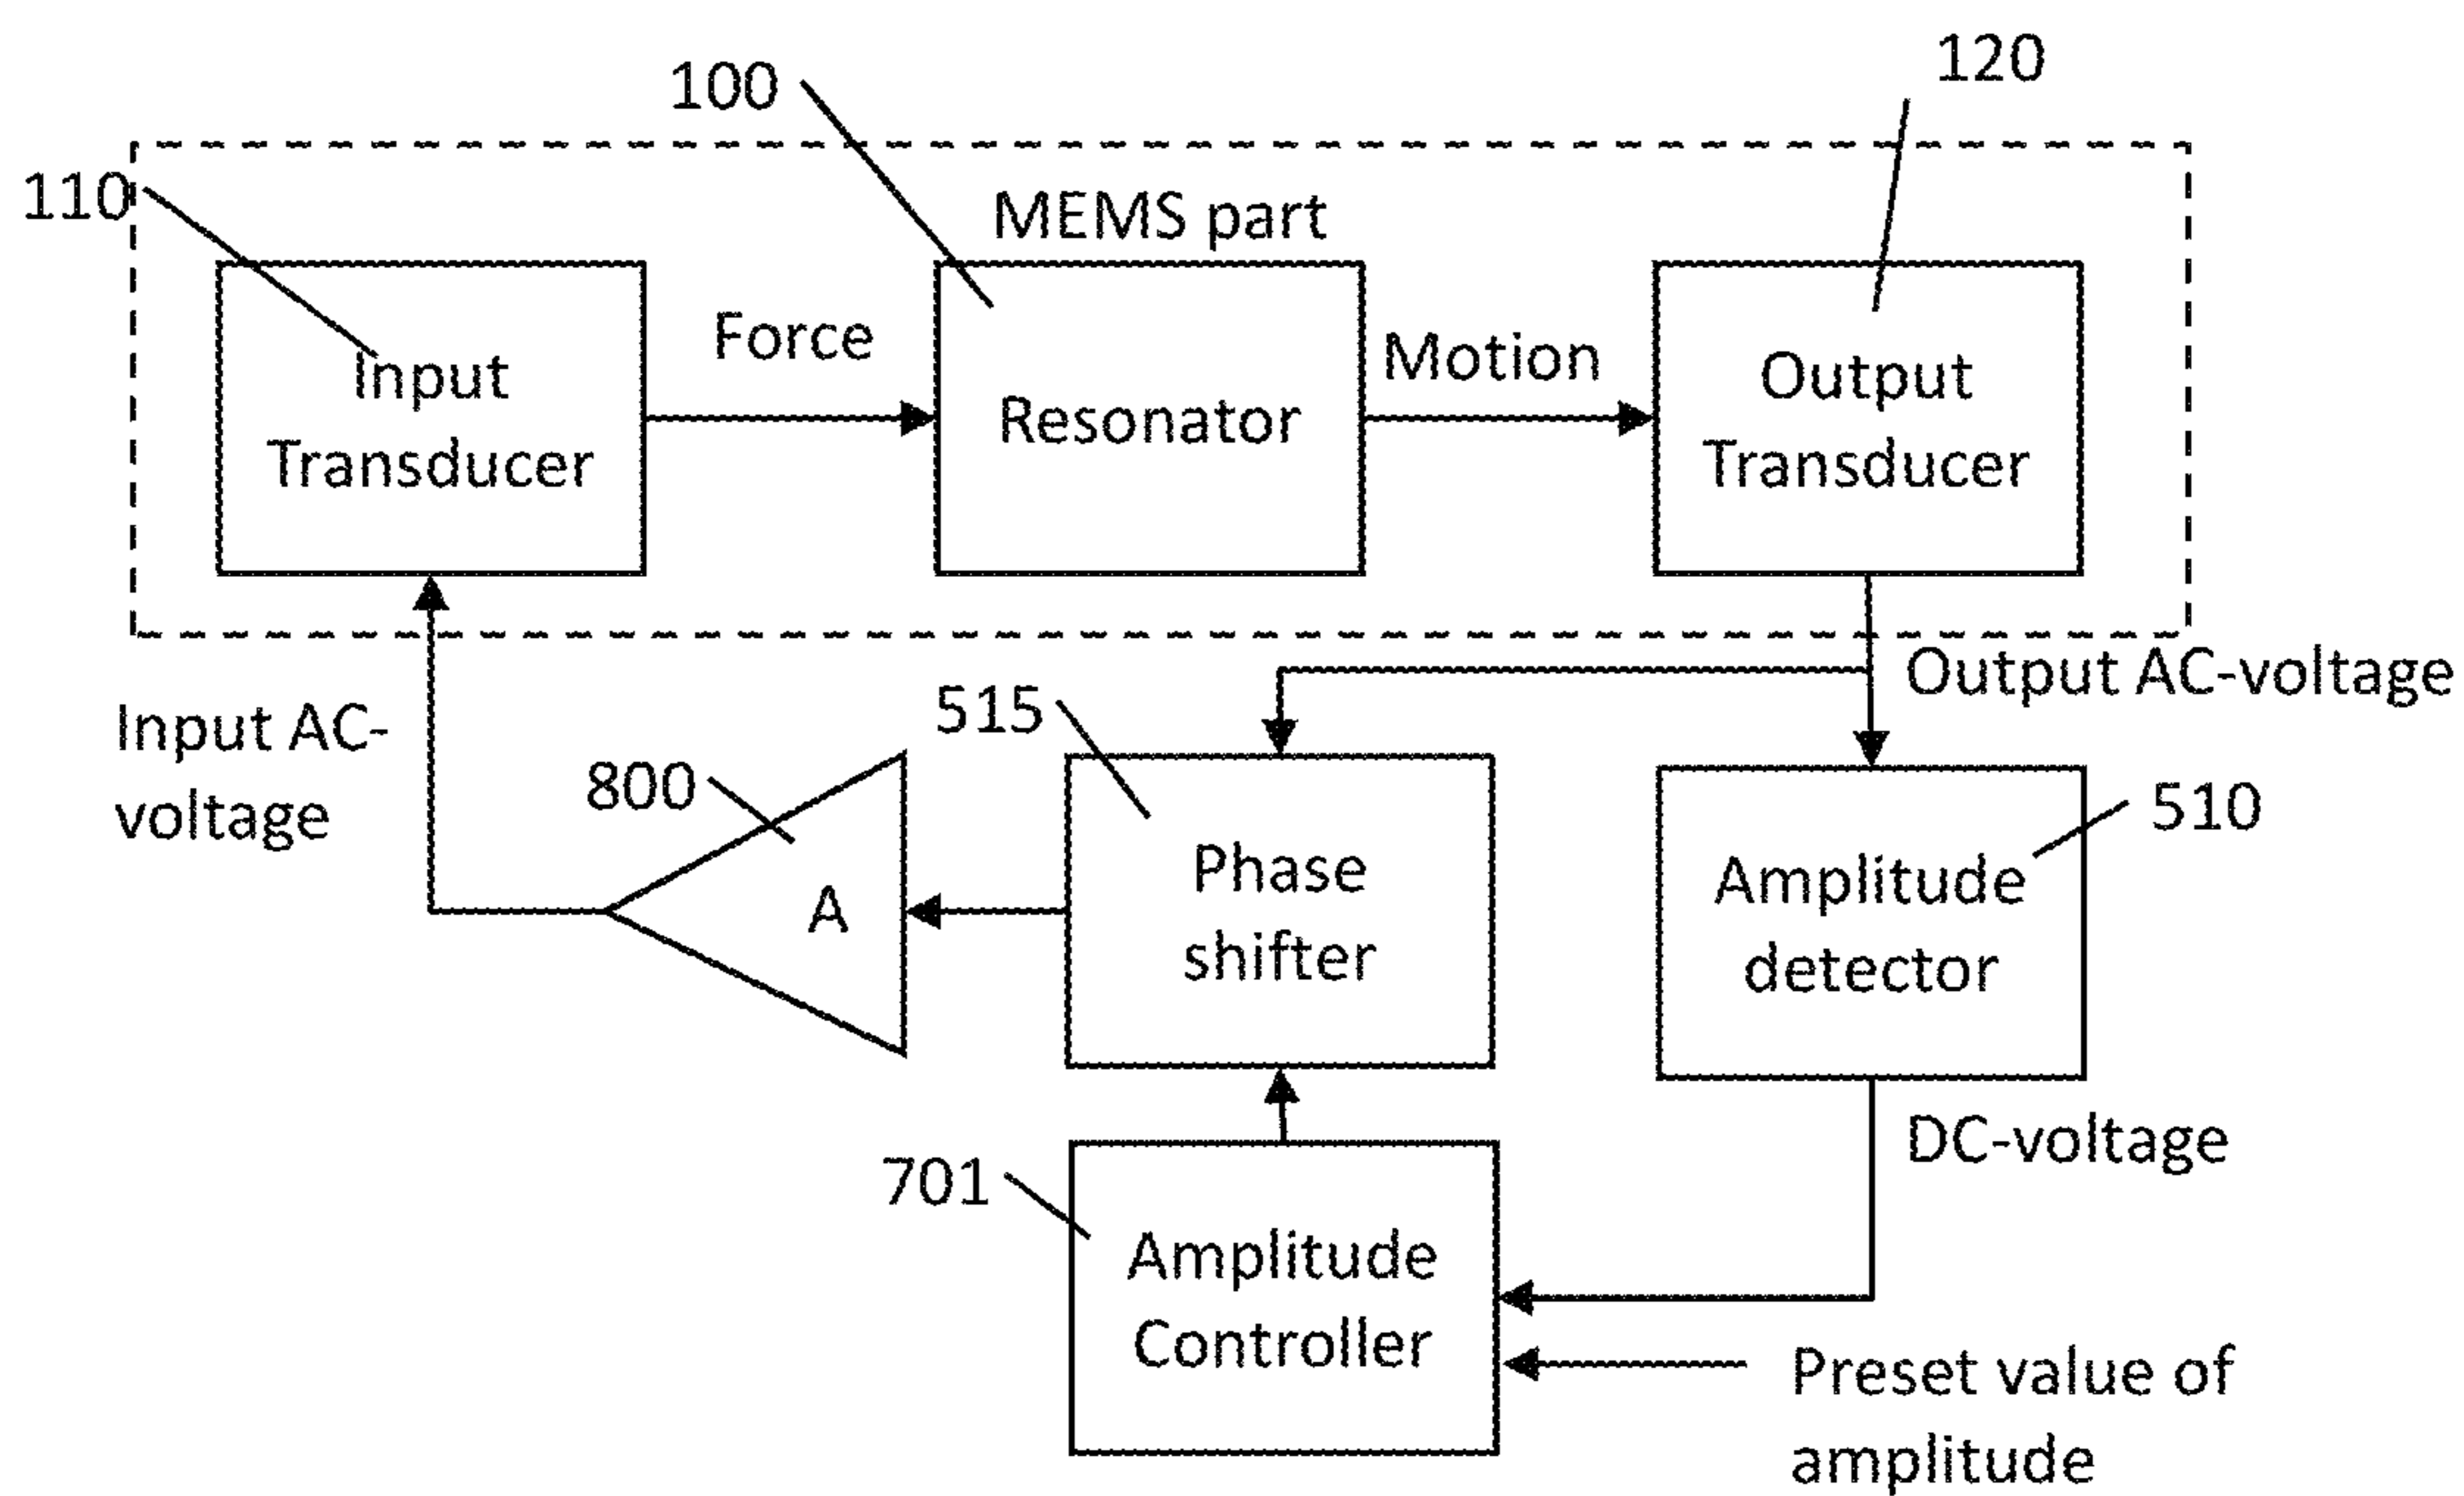 100
120
110
MEMS part
Force
Motion
Input
Transducer
Resonator
Output
Transducer
Output AC-voltage
Input AC-
voltage
515
800
510
A
Phase
shifter
Amplitude
detector
DC-voltage
701
Amplitude
Controller
Preset value of
amplitude